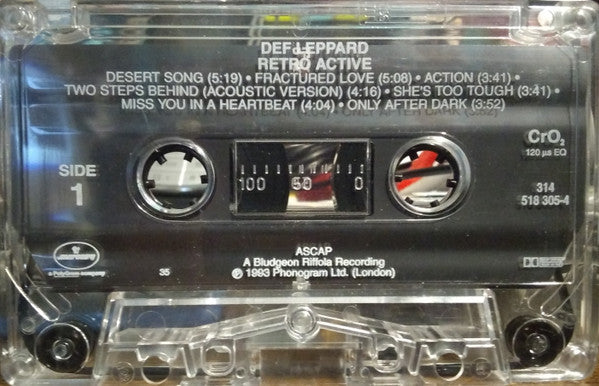 DEF LEPPARD
RETRO ACTIVE
DESERT SONG (5:19) • FRACTURED LOVE (5:08) • ACTION (3:41) •
TWO STEPS BEHIND (ACOUSTIC VERSION) (4:16) • SHE'S TOO TOUGH (3:41) •
MISS YOU IN A HEARTBEAT (4:04) • ONLY AFTER DARK (3:52)
CrO₂
120 µs EQ
SIDE
1
100 50 0
314
518 305-4
mercury
a PolyGram company
35
ASCAP
A Bludgeon Riffola Recording
℗ 1993 Phonogram Ltd. (London)